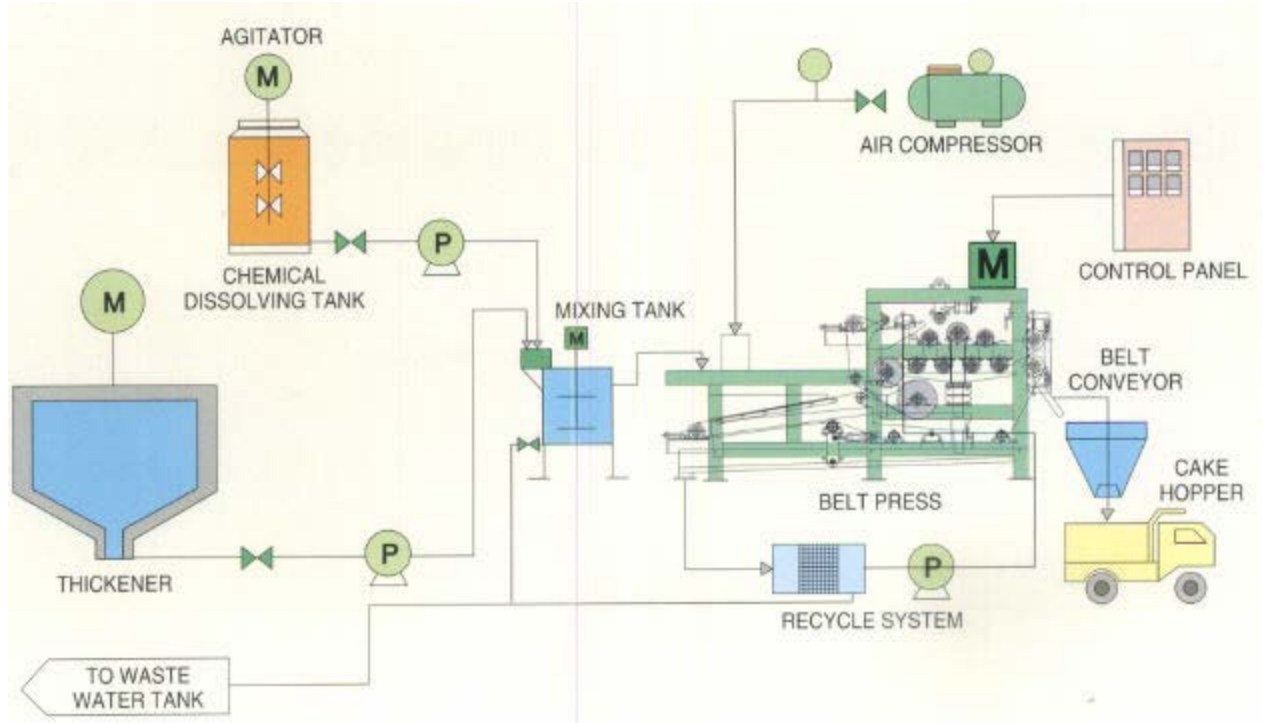 AGITATOR
M
AIR COMPRESSOR
P
CHEMICAL
DISSOLVING TANK
M
CONTROL PANEL
M
MIXING TANK
M
BELT
CONVEYOR
BELT PRESS
CAKE
HOPPER
P
THICKENER
P
RECYCLE SYSTEM
TO WASTE
WATER TANK